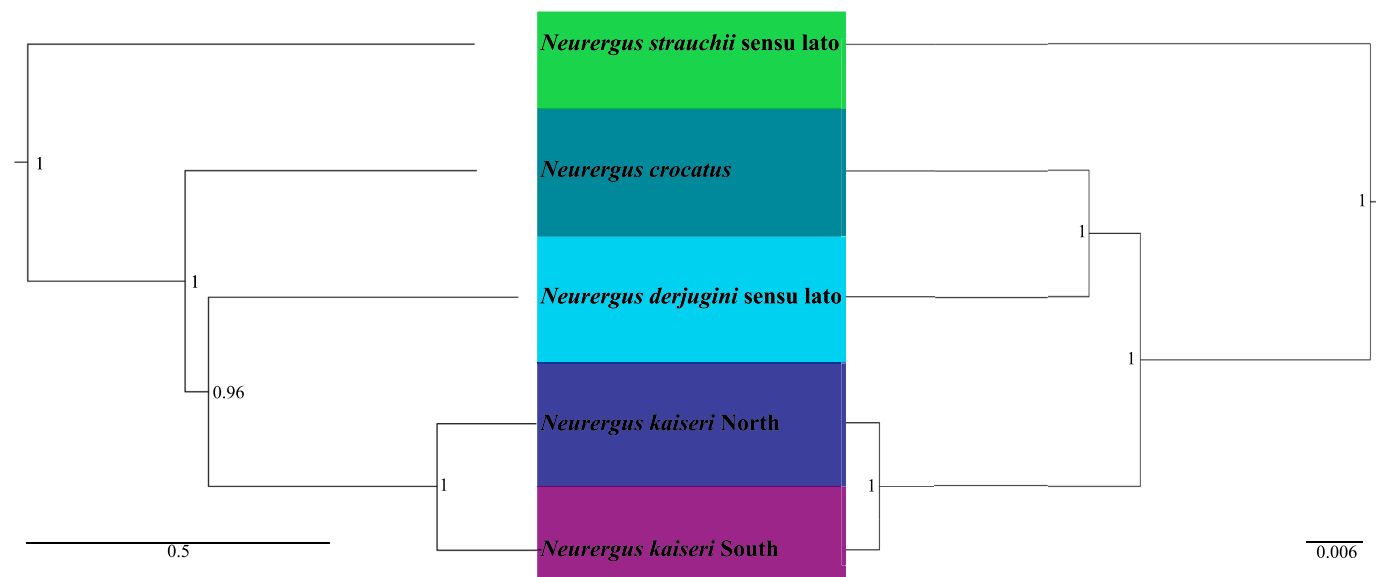 Neurergus strauchii sensu lato
1
Neurergus crocatus
1
1
1
Neurergus derjugini sensu lato
1
0.96
Neurergus kaiseri North
1
1
Neurergus kaiseri South
0.5
0.006